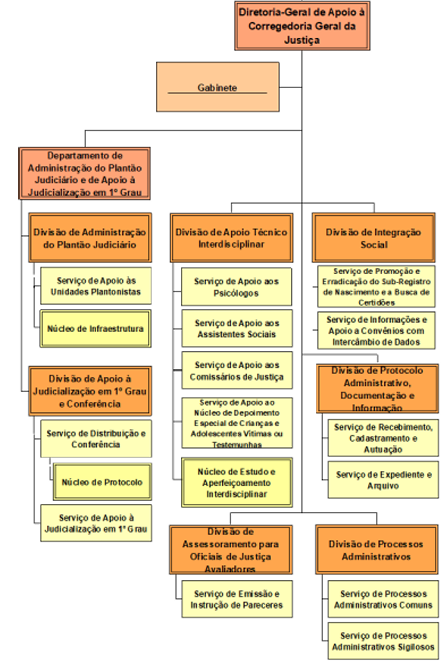 Diretoria-Geral de Apoio à
Corregedoria Geral da
Justiça
Gabinete
Departamento de
Administração do Plantão
Judiciário e de Apoio à
Judicialização em 1º Grau
Divisão de Administração
do Plantão Judiciário
Serviço de Apoio às
Unidades Plantonistas
Núcleo de Infraestrutura
Divisão de Apoio à
Judicialização em 1º Grau
e Conferência
Serviço de Distribuição e
Conferência
Núcleo de Protocolo
Serviço de Apoio à
Judicialização em 1º Grau
Divisão de Apoio Técnico
Interdisciplinar
Serviço de Apoio aos
Psicólogos
Serviço de Apoio aos
Assistentes Sociais
Serviço de Apoio aos
Comissários de Justiça
Serviço de Apoio ao
Núcleo de Depoimento
Especial de Crianças e
Adolescentes Vítimas ou
Testemunhas
Núcleo de Estudo e
Aperfeiçoamento
Interdisciplinar
Divisão de Integração
Social
Serviço de Promoção e
Erradicação do Sub-Registro
de Nascimento e a Busca de
Certidões
Serviço de Informações e
Apoio a Convênios com
Intercâmbio de Dados
Divisão de Protocolo
Administrativo,
Documentação e
Informação
Serviço de Recebimento,
Cadastramento e
Autuação
Serviço de Expediente e
Arquivo
Divisão de
Assessoramento para
Oficiais de Justiça
Avaliadores
Serviço de Emissão e
Instrução de Pareceres
Divisão de Processos
Administrativos
Serviço de Processos
Administrativos Comuns
Serviço de Processos
Administrativos Sigilosos